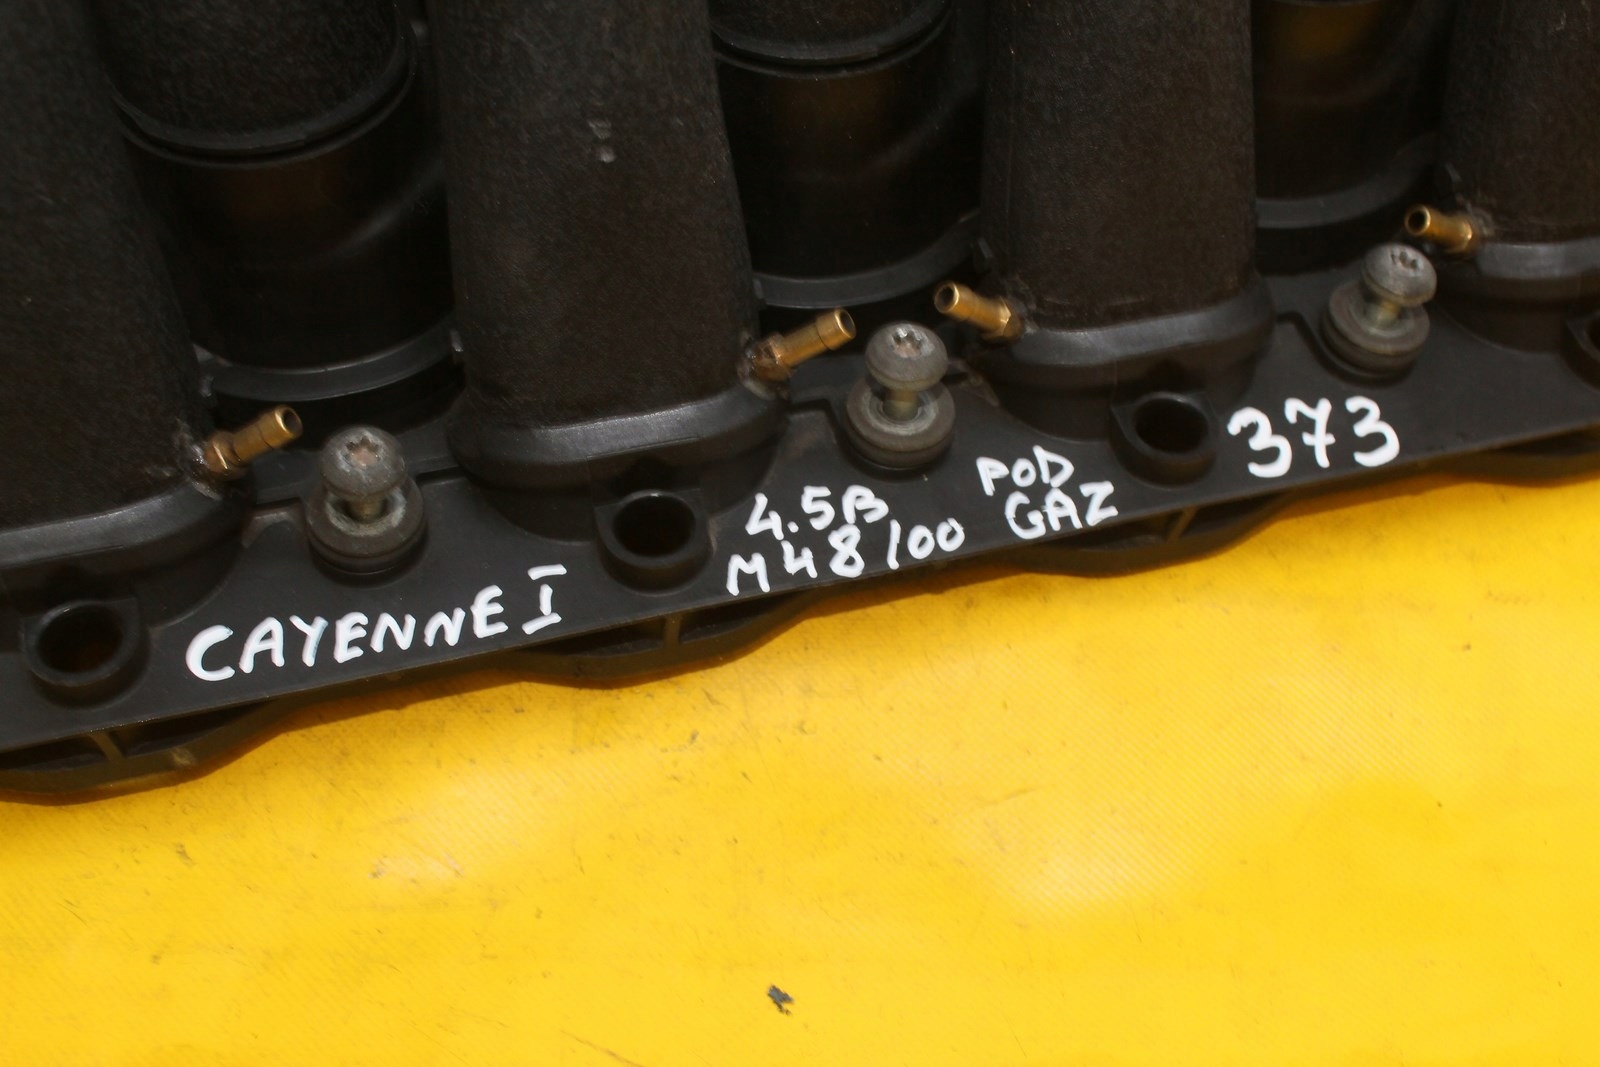 CAYENNE I
4.5B
M48/00
POD
GAZ
373